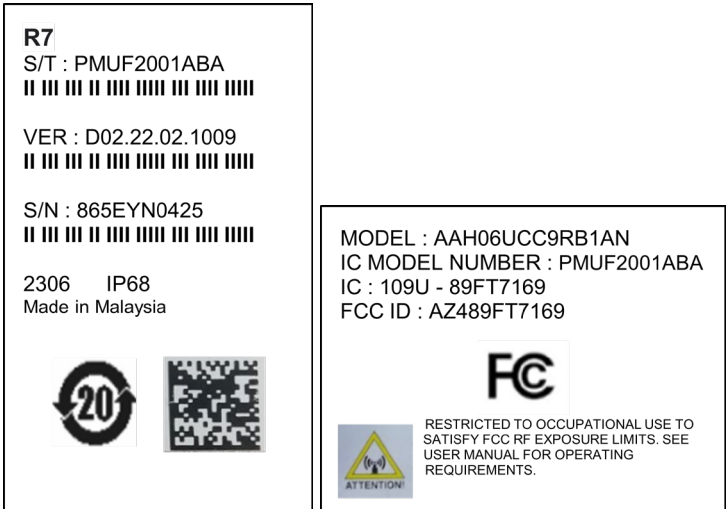 R7
S/T : PMUF2001ABA
VER : D02.22.02.1009
S/N : 865EYN0425
2306 IP68
Made in Malaysia
20
MODEL : AAH06UCC9RB1AN
IC MODEL NUMBER : PMUF2001ABA
IC : 109U - 89FT7169
FCC ID : AZ489FT7169
FC
ATTENTION!
RESTRICTED TO OCCUPATIONAL USE TO
SATISFY FCC RF EXPOSURE LIMITS. SEE
USER MANUAL FOR OPERATING
REQUIREMENTS.